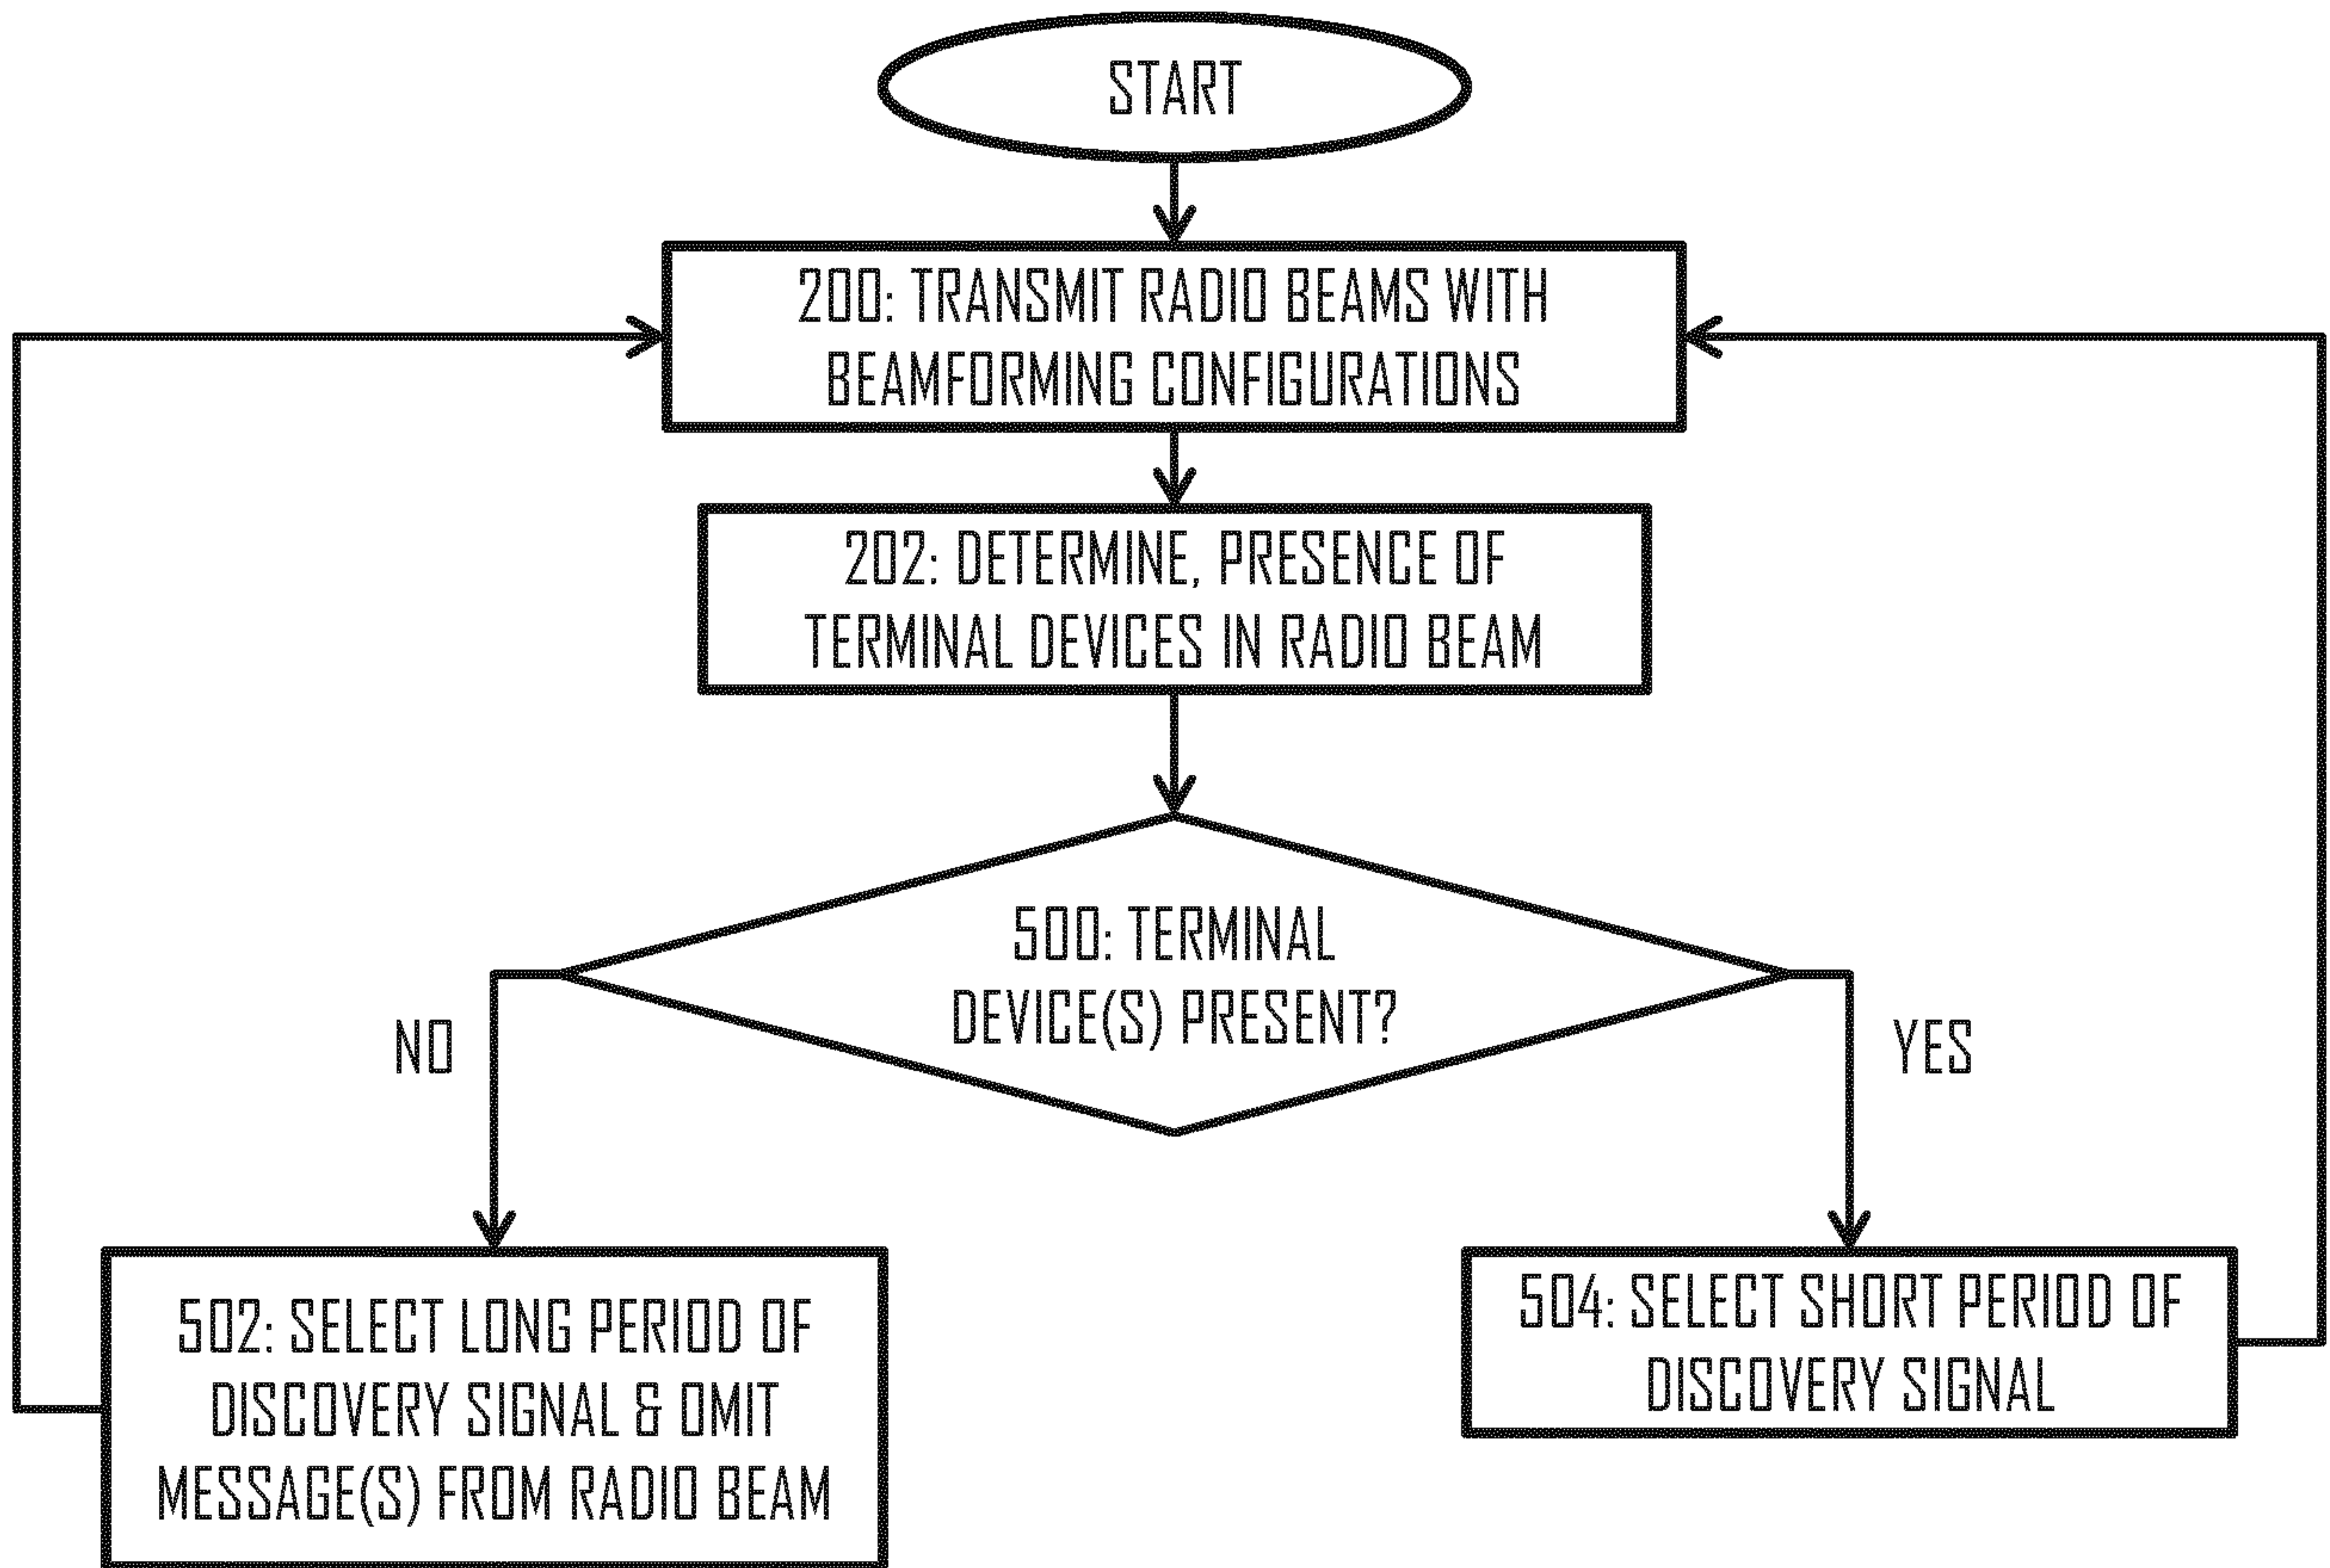 START
200: TRANSMIT RADIO BEAMS WITH
BEAMFORMING CONFIGURATIONS
202: DETERMINE, PRESENCE OF
TERMINAL DEVICES IN RADIO BEAM
500: TERMINAL
DEVICE(S) PRESENT?
NO
YES
502: SELECT LONG PERIOD OF
DISCOVERY SIGNAL & OMIT
MESSAGE(S) FROM RADIO BEAM
504: SELECT SHORT PERIOD OF
DISCOVERY SIGNAL